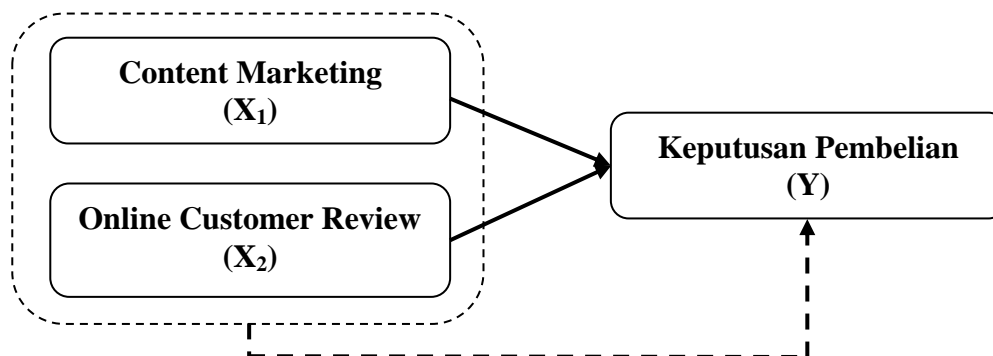 Content Marketing
(X₁)
Online Customer Review
(X₂)
Keputusan Pembelian
(Y)